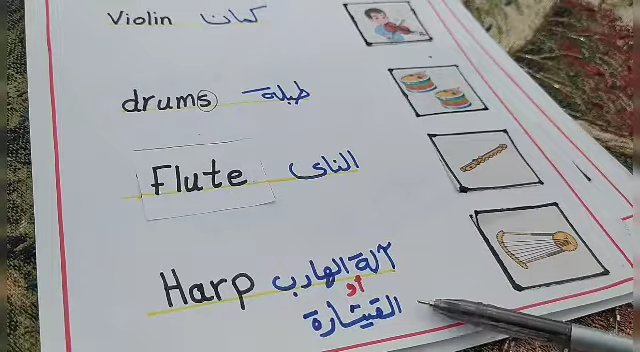 Violin كمان
drums طبلة
Flute الناى
Harp آلة الهارب
أو
القيثارة